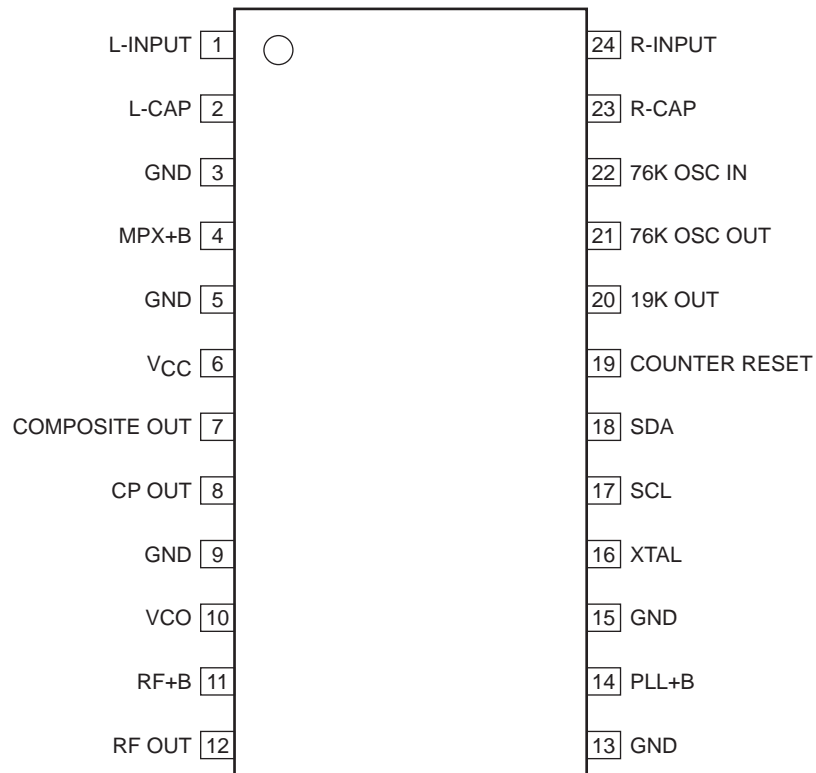 L-INPUT 1 24 R-INPUT
L-CAP 2 23 R-CAP
GND 3 22 76K OSC IN
MPX+B 4 21 76K OSC OUT
GND 5 20 19K OUT
VCC 6 19 COUNTER RESET
COMPOSITE OUT 7 18 SDA
CP OUT 8 17 SCL
GND 9 16 XTAL
VCO 10 15 GND
RF+B 11 14 PLL+B
RF OUT 12 13 GND